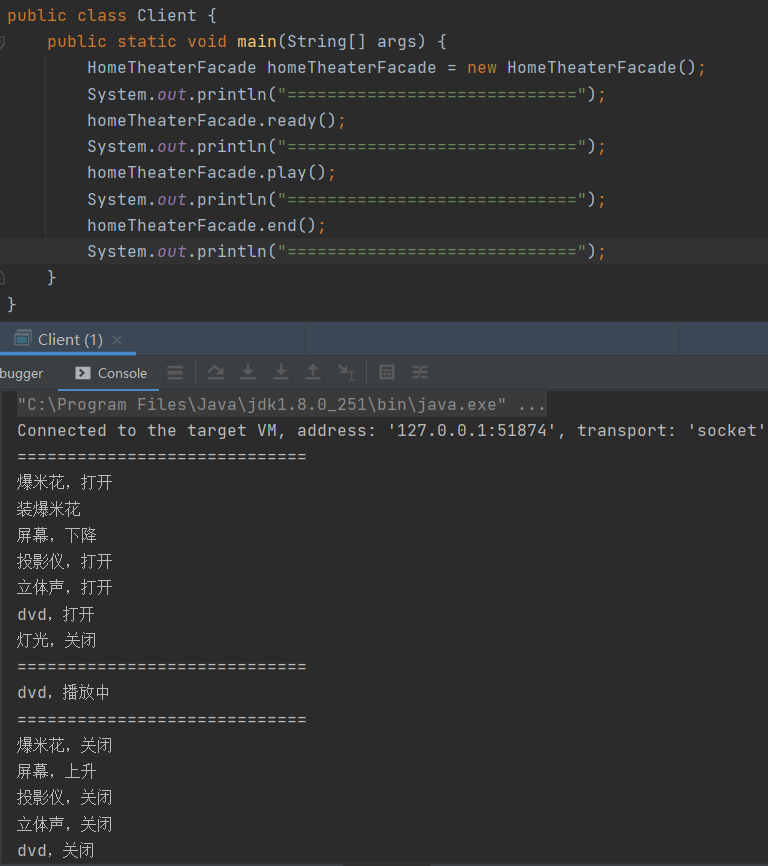 public class Client {
public static void main(String[] args) {
HomeTheaterFacade homeTheaterFacade = new HomeTheaterFacade();
System.out.println("=============================");
homeTheaterFacade.ready();
System.out.println("=============================");
homeTheaterFacade.play();
System.out.println("=============================");
homeTheaterFacade.end();
System.out.println("=============================");
}
}
Client (1)
bugger Console
"C:\Program Files\Java\jdk1.8.0_251\bin\java.exe" ...
Connected to the target VM, address: '127.0.0.1:51874', transport: 'socket'
=============================
爆米花，打开
装爆米花
屏幕，下降
投影仪，打开
立体声，打开
dvd，打开
灯光，关闭
=============================
dvd，播放中
=============================
爆米花，关闭
屏幕，上升
投影仪，关闭
立体声，关闭
dvd，关闭